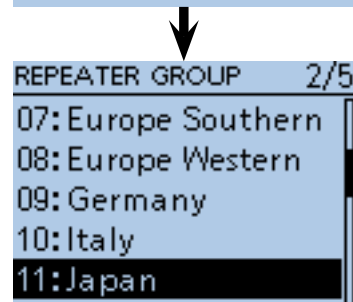 REPEATER GROUP 2/5
07:Europe Southern
08:Europe Western
09:Germany
10:Italy
11:Japan